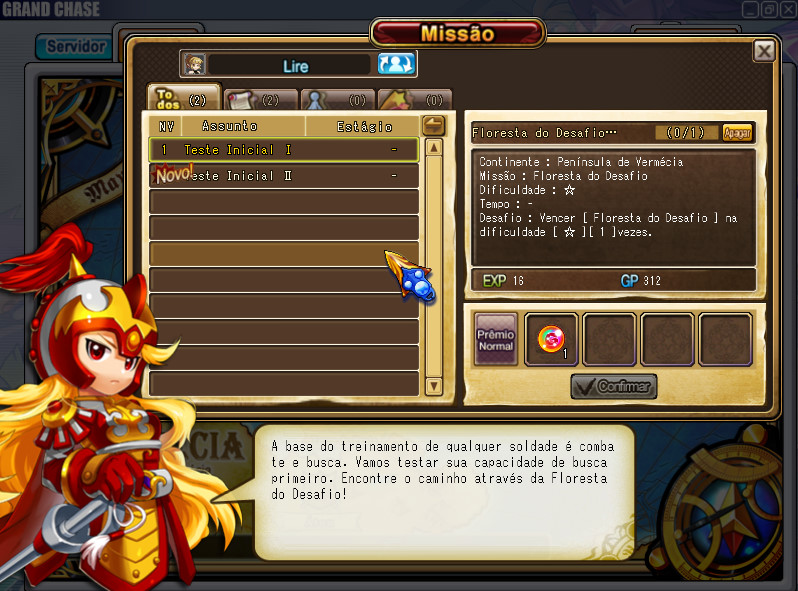 GRAND CHASE
Missão
Servidor
Lire
To
dos (2)
(2)
(0)
(0)
NV Assunto Estágio
1 Teste Inicial I -
Novo! este Inicial II -
Floresta do Desafio… (0/1) Apagar
Continente : Península de Vermécia
Missão : Floresta do Desafio
Dificuldade : ☆
Tempo : -
Desafio : Vencer [ Floresta do Desafio ] na
dificuldade [ ☆ ][ 1 ]vezes.
EXP 16 GP 312
Prêmio
Normal
1
Confirmar
A base do treinamento de qualquer soldade é comba
te e busca. Vamos testar sua capacidade de busca
primeiro. Encontre o caminho através da Floresta
do Desafio!